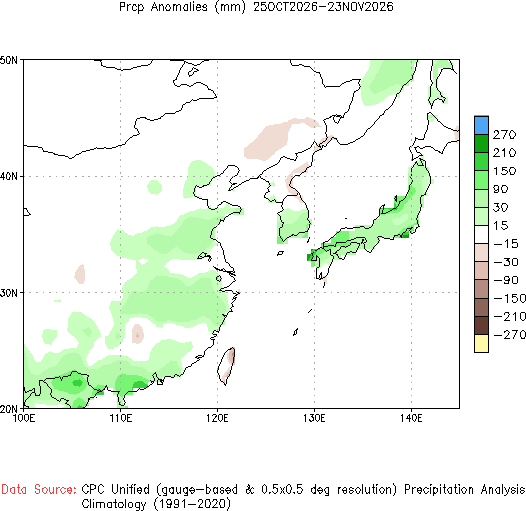 Prcp Anomalies (mm) 25OCT2026-23NOV2026
50N
40N
30N
20N
100E 110E 120E 130E 140E
270
210
150
90
30
15
-15
-30
-90
-150
-210
-270
Data Source: CPC Unified (gauge-based & 0.5x0.5 deg resolution) Precipitation Analysis
Climatology (1991-2020)